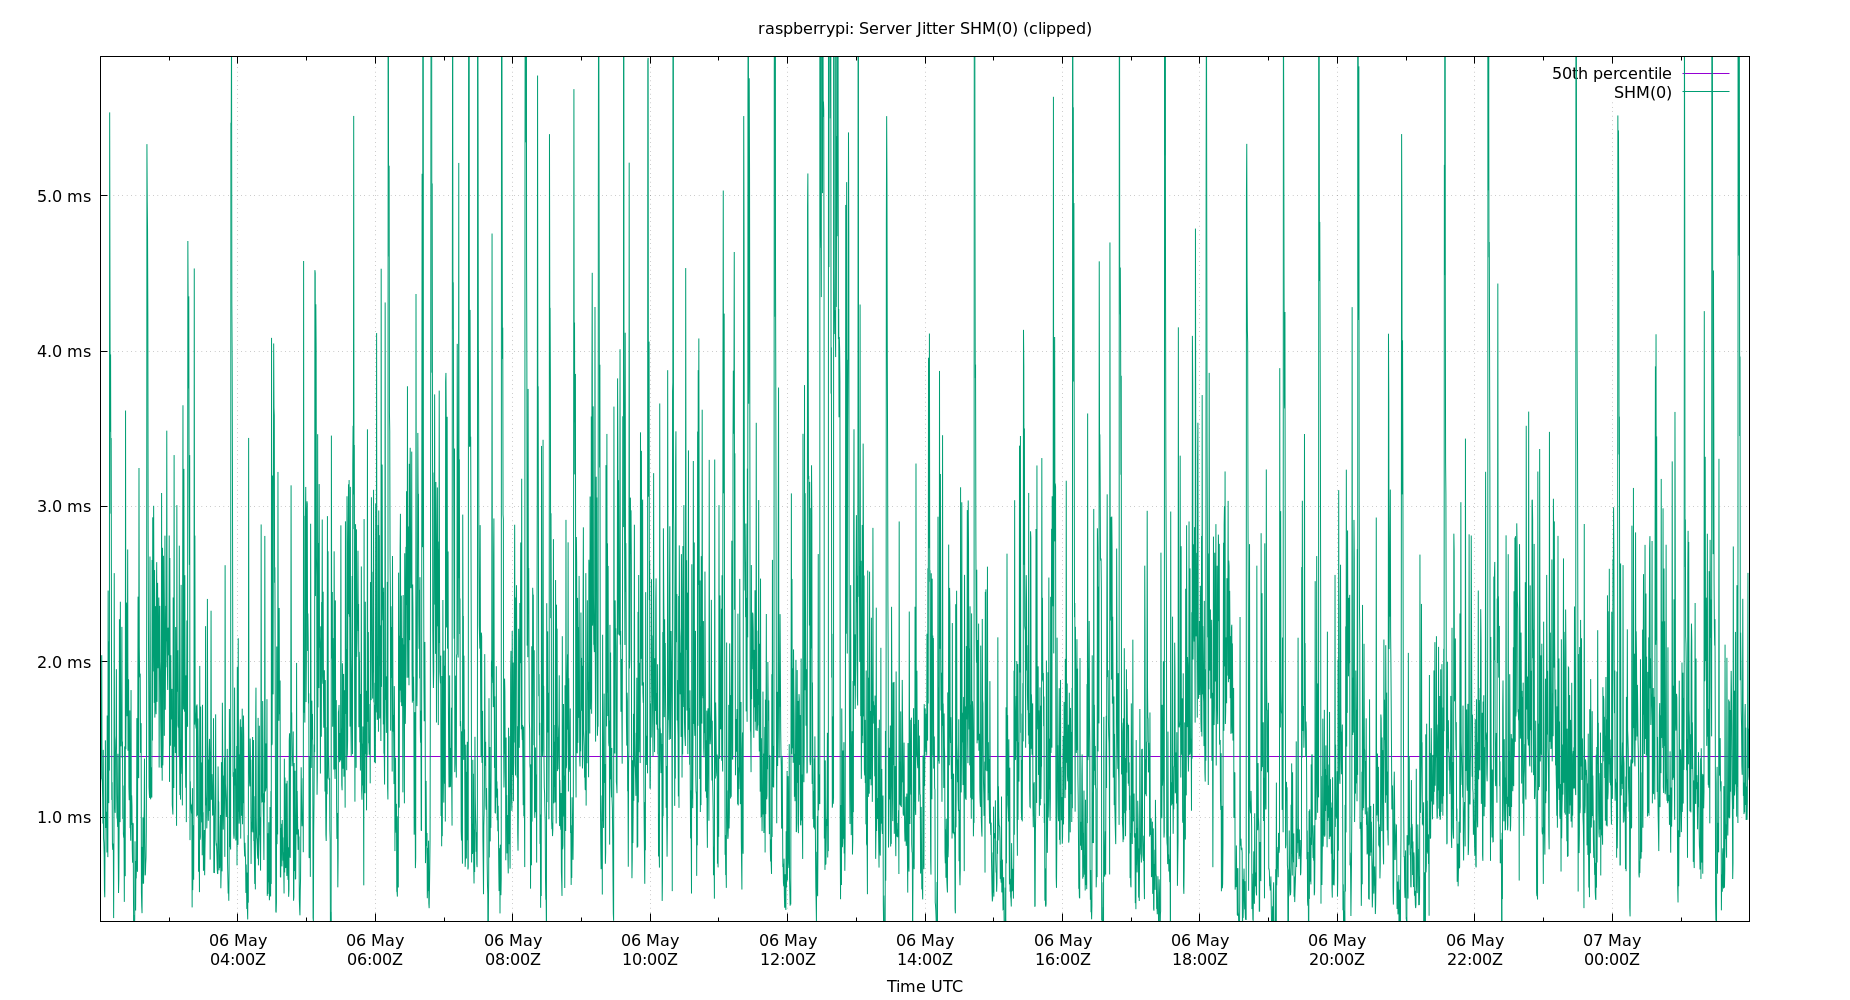 raspberrypi: Server Jitter SHM(0) (clipped)
50th percentile
SHM(0)
5.0 ms
4.0 ms
3.0 ms
2.0 ms
1.0 ms
06 May 06 May 06 May 06 May 06 May 06 May 06 May 06 May 06 May 06 May 07 May
04:00Z 06:00Z 08:00Z 10:00Z 12:00Z 14:00Z 16:00Z 18:00Z 20:00Z 22:00Z 00:00Z
Time UTC